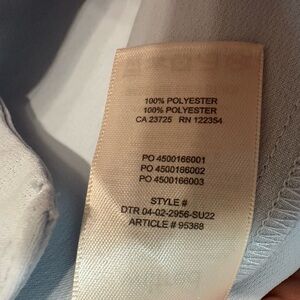 100% POLYESTER
100% POLYESTER
CA 23725 RN 122354
PO 4500166001
PO 4500166002
PO 4500166003
STYLE #
DTR 04-02-2956-SU22
ARTICLE # 95388